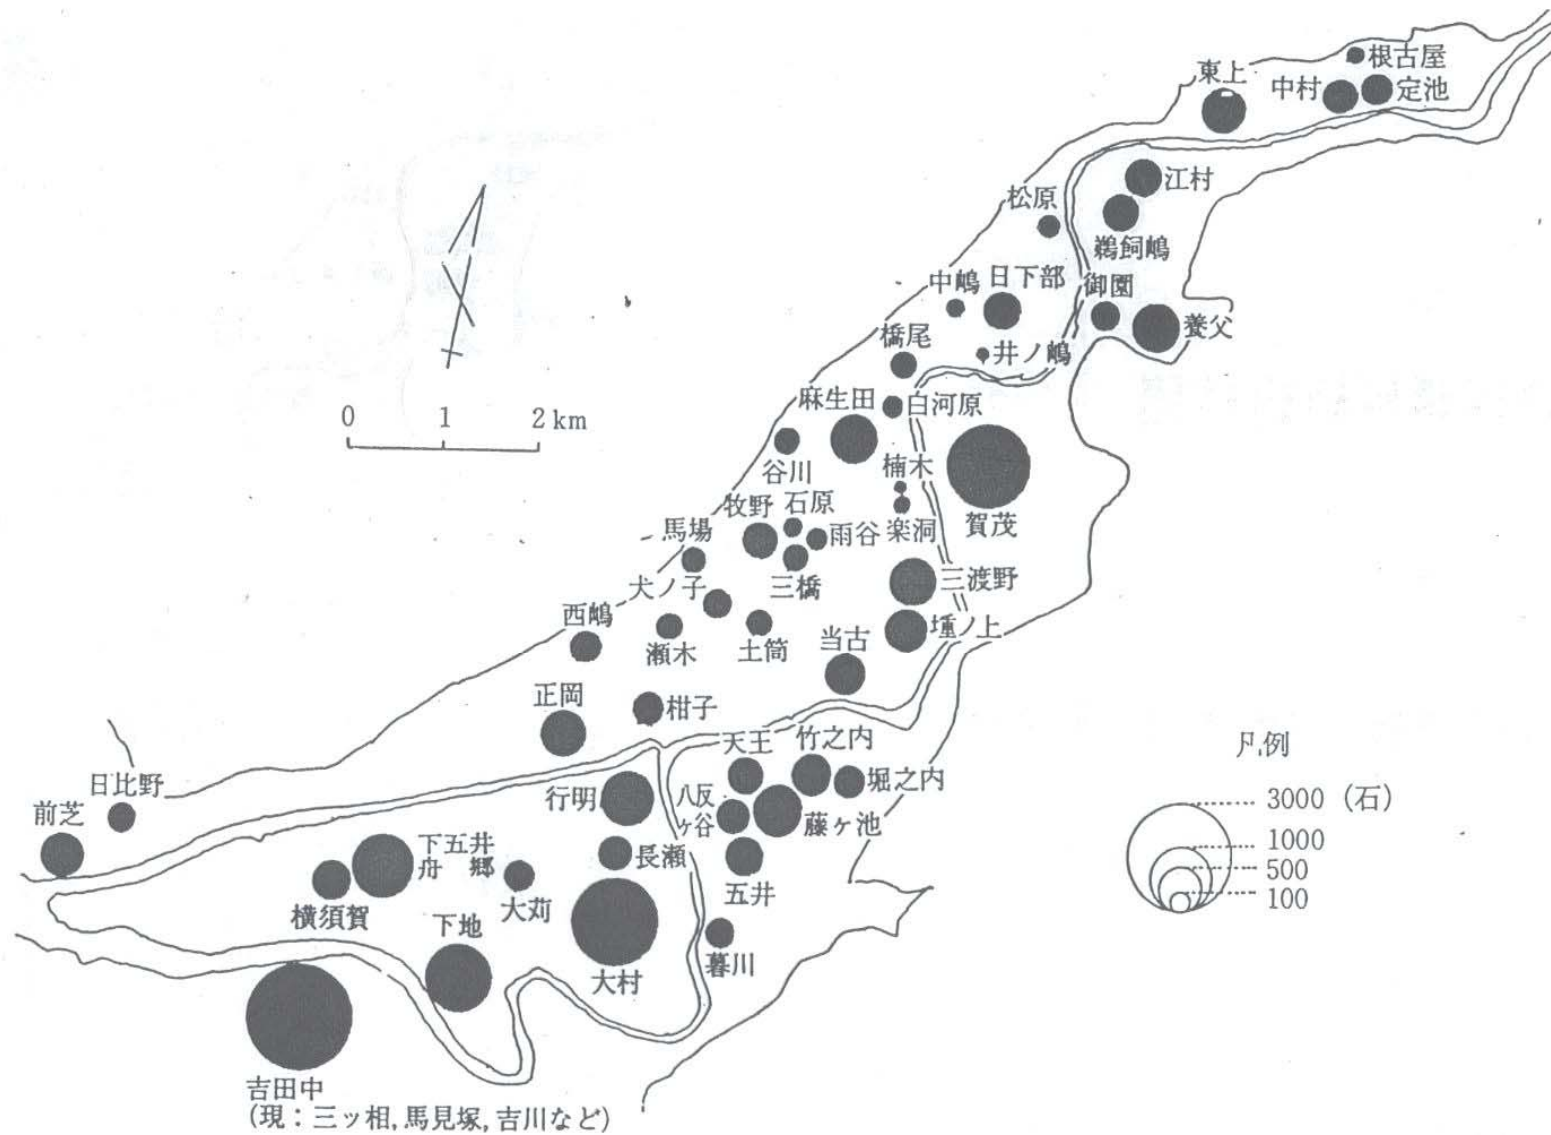 根古屋
東上
中村
定池
江村
松原
鵜飼嶋
中嶋
日下部
御園
養父
橋尾
井ノ嶋
麻生田
白河原
谷川
楠木
賀茂
牧野
石原
雨谷
楽洞
馬場
三橋
犬ノ子
三渡野
西嶋
瀬木
土筒
当古
埵ノ上
正岡
柑子
天王
竹之内
堀之内
日比野
前芝
行明
八反
ヶ谷
藤ヶ池
下五井
舟 郷
長瀬
五井
横須賀
大苅
下地
大村
暮川
吉田中
(現：三ッ相,馬見塚,吉川など)
0 1 2 km
凡例
3000 (石)
1000
500
100